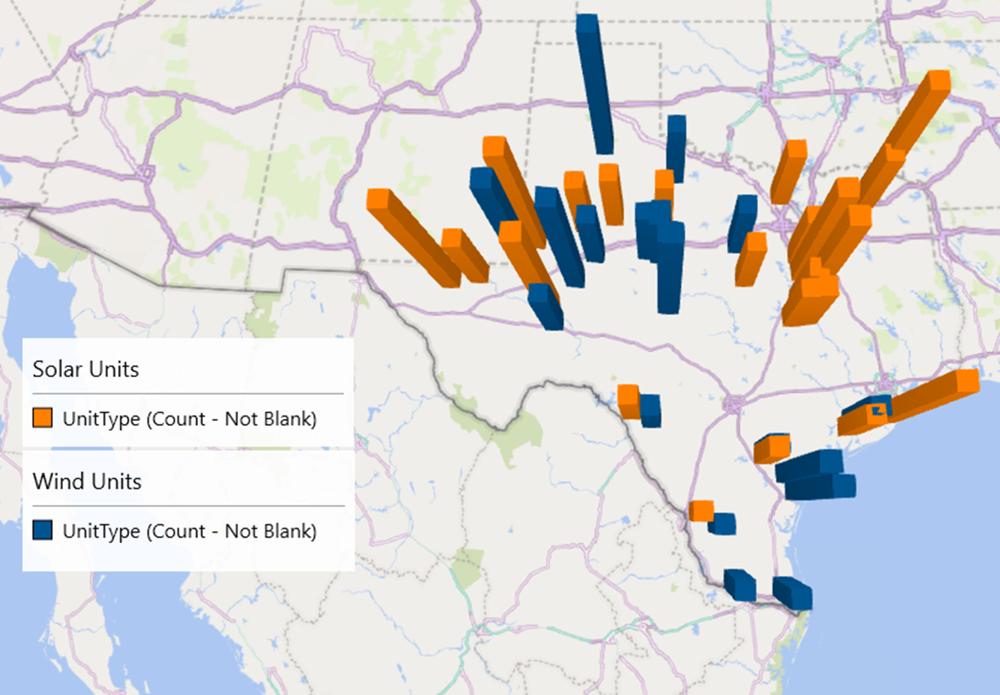 Solar Units
UnitType (Count - Not Blank)
Wind Units
UnitType (Count - Not Blank)